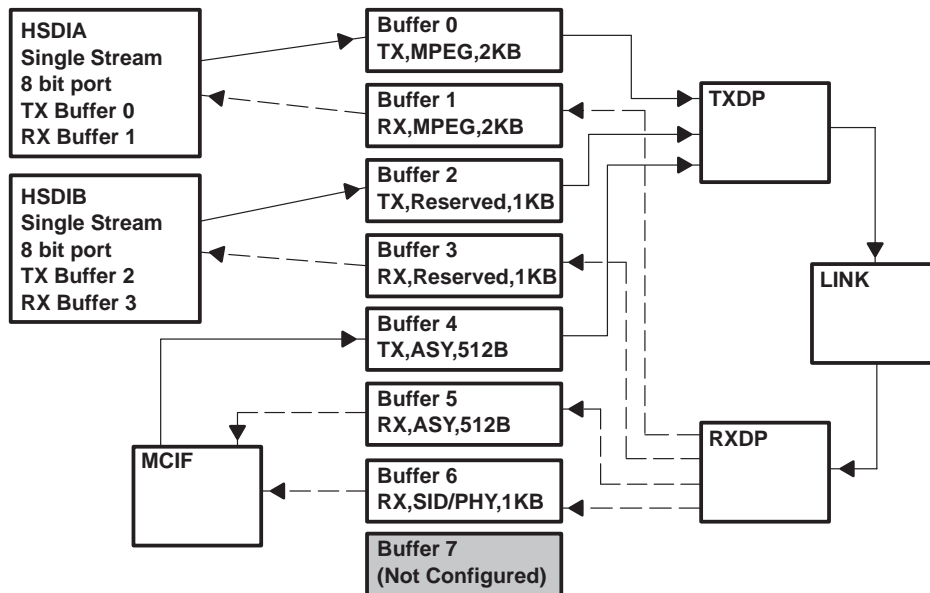 HSDIA
Single Stream
8 bit port
TX Buffer 0
RX Buffer 1
HSDIB
Single Stream
8 bit port
TX Buffer 2
RX Buffer 3
MCIF
Buffer 0
TX,MPEG,2KB
Buffer 1
RX,MPEG,2KB
Buffer 2
TX,Reserved,1KB
Buffer 3
RX,Reserved,1KB
Buffer 4
TX,ASY,512B
Buffer 5
RX,ASY,512B
Buffer 6
RX,SID/PHY,1KB
Buffer 7
(Not Configured)
TXDP
RXDP
LINK